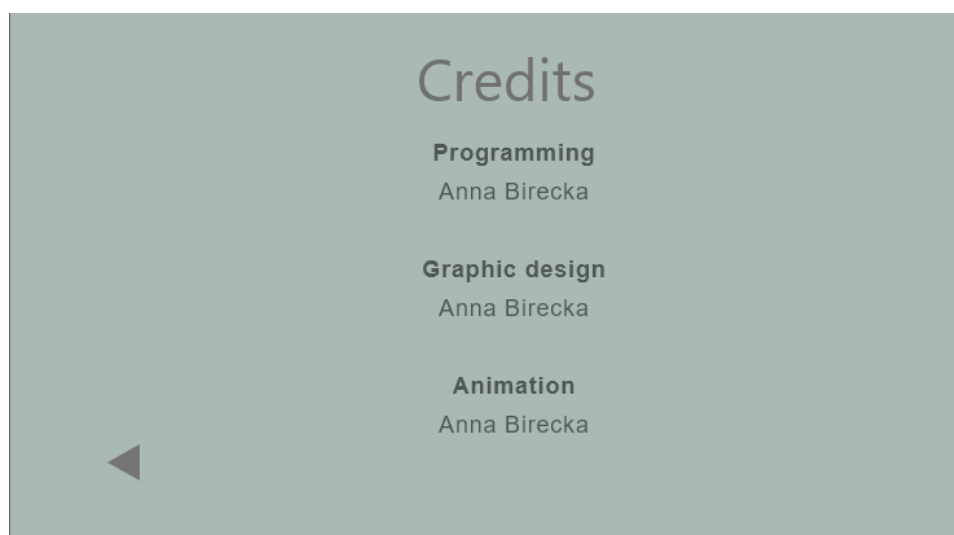 Credits
Programming
Anna Birecka
Graphic design
Anna Birecka
Animation
Anna Birecka